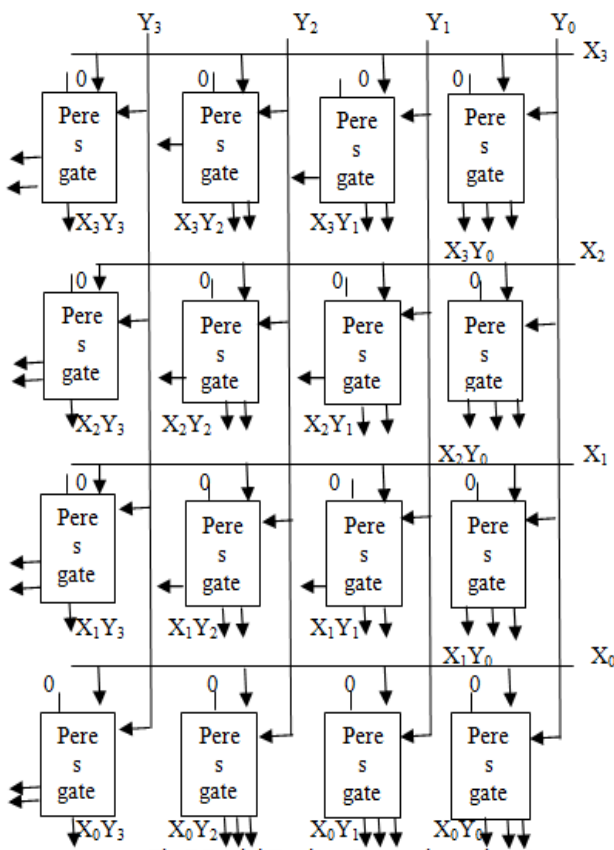 Y₃ Y₂ Y₁ Y₀
X₃
0 0 0 0
Pere Pere Pere Pere
s s s s
gate gate gate gate
X₃Y₃ X₃Y₂ X₃Y₁
X₃Y₀ X₂
0 0 0 0
Pere Pere Pere Pere
s s s s
gate gate gate gate
X₂Y₃ X₂Y₂ X₂Y₁
X₂Y₀ X₁
0 0 0 0
Pere Pere Pere Pere
s s s s
gate gate gate gate
X₁Y₃ X₁Y₂ X₁Y₁
X₁Y₀ X₀
0 0 0 0
Pere Pere Pere Pere
s s s s
gate gate gate gate
X₀Y₃ X₀Y₂ X₀Y₁ X₀Y₀